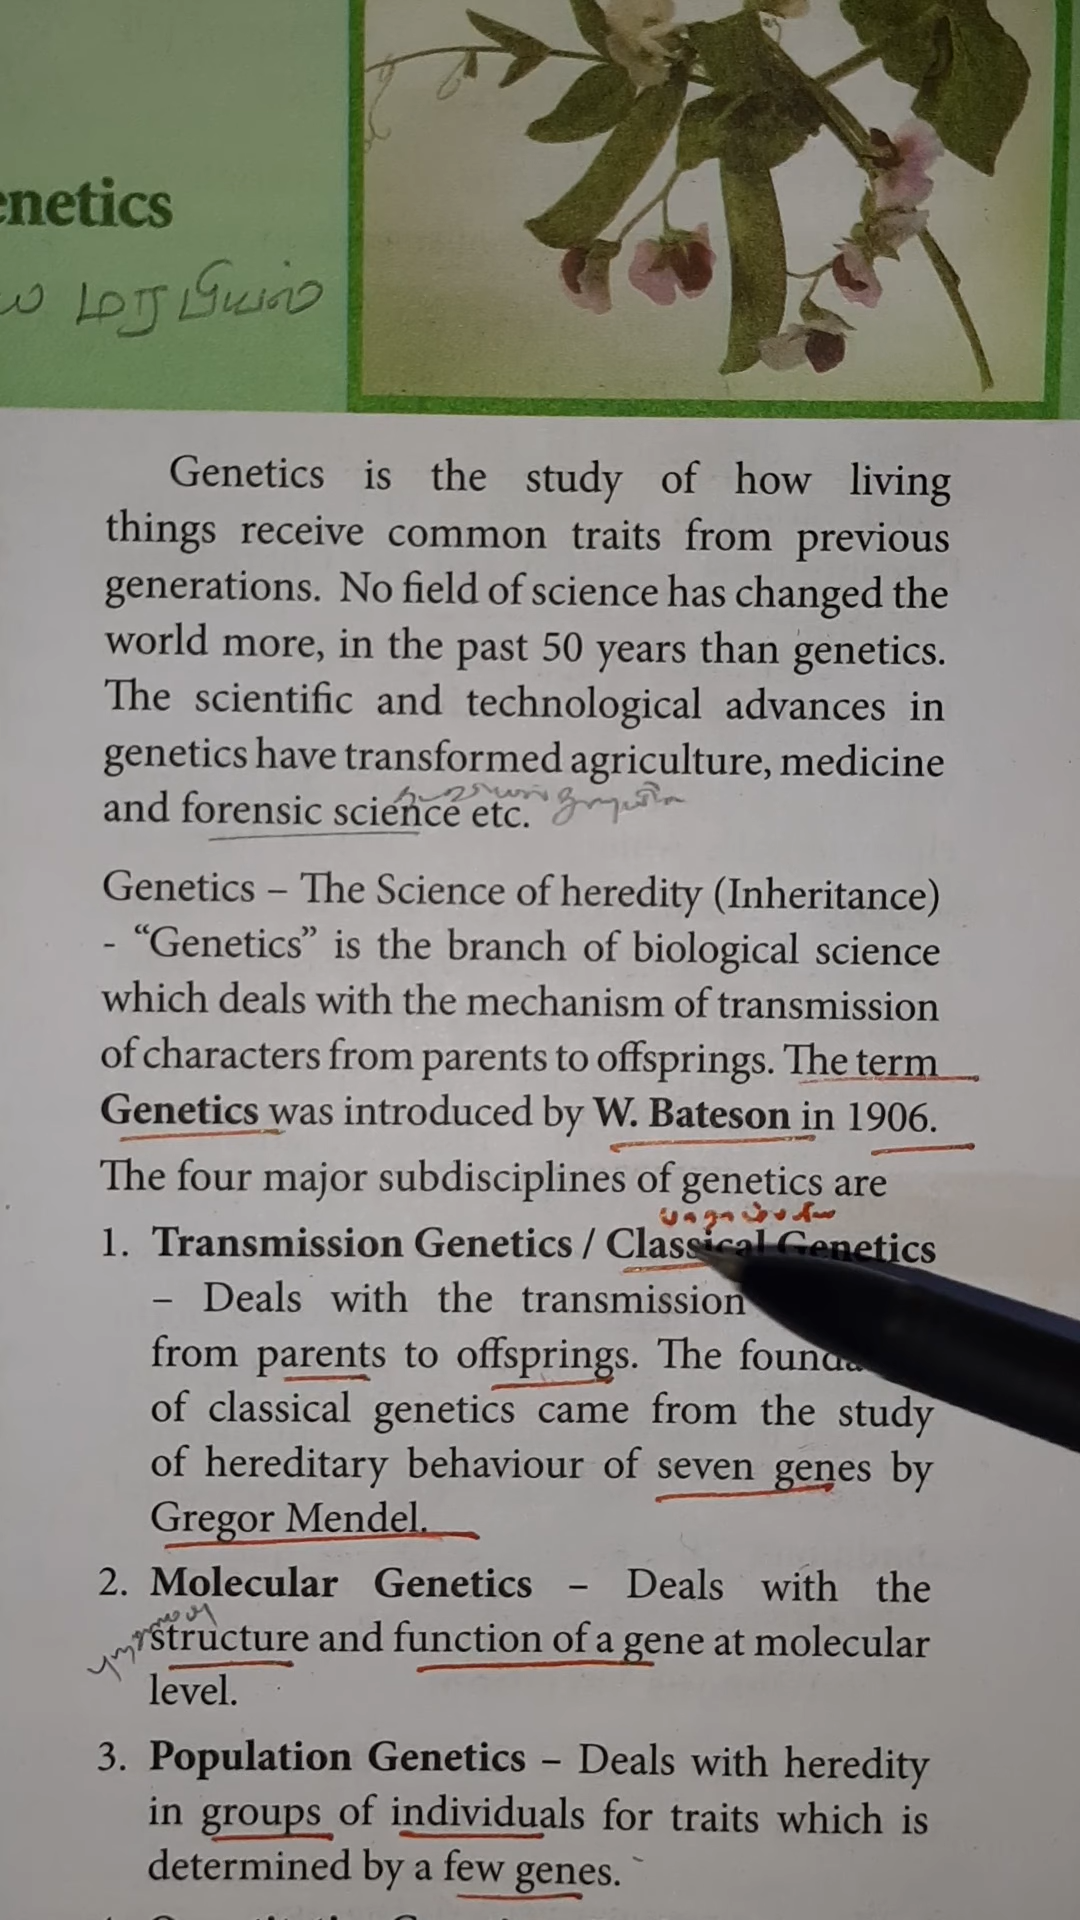 enetics
மரபியல்
Genetics is the study of how living
things receive common traits from previous
generations. No field of science has changed the
world more, in the past 50 years than genetics.
The scientific and technological advances in
genetics have transformed agriculture, medicine
and forensic science etc.
Genetics – The Science of heredity (Inheritance)
- “Genetics” is the branch of biological science
which deals with the mechanism of transmission
of characters from parents to offsprings. The term
Genetics was introduced by W. Bateson in 1906.
The four major subdisciplines of genetics are
1. Transmission Genetics / Classical Genetics
– Deals with the transmission
from parents to offsprings. The founda
of classical genetics came from the study
of hereditary behaviour of seven genes by
Gregor Mendel.
2. Molecular Genetics – Deals with the
structure and function of a gene at molecular
level.
3. Population Genetics – Deals with heredity
in groups of individuals for traits which is
determined by a few genes.